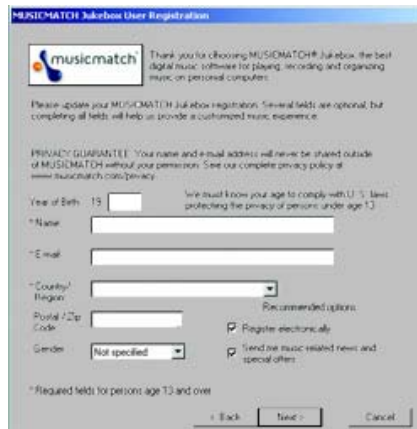 MUSICMATCH Jukebox User Registration
musicmatch
Thank you for choosing MUSICMATCH® Jukebox, the best
digital music software for playing, recording and organizing
music on personal computers.
Please update your MUSICMATCH Jukebox registration. Several fields are optional, but
completing all fields will help us provide a customized music experience.
PRIVACY GUARANTEE: Your name and e-mail address will never be shared outside
of MUSICMATCH without your permission. See our complete privacy policy at
www.musicmatch.com/privacy.
Year of Birth 19
We must know your age to comply with U. S. laws
protecting the privacy of persons under age 13
* Name
* E-mail
* Country/
Region
Recommended options
Postal / Zip
Code
Register electronically
Gender
Not specified
Send me music related news and
special offers
* Required fields for persons age 13 and over
< Back
Next >
Cancel